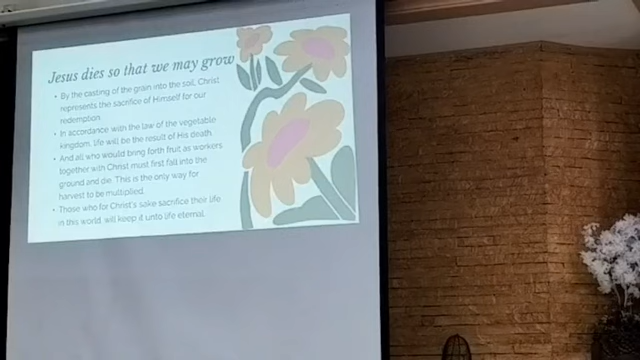 Jesus dies so that we may grow
• By the casting of the grain into the soil, Christ
represents the sacrifice of Himself for our
redemption.
• In accordance with the law of the vegetable
kingdom, life will be the result of His death.
• And all who would bring forth fruit as workers
together with Christ must first fall into the
ground and die. This is the only way for
harvest to be multiplied.
• Those who for Christ's sake sacrifice their life
in this world, will keep it unto life eternal.